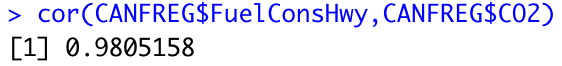 > cor(CANFREG$FuelConsHwy,CANFREG$CO2)
[1] 0.9805158